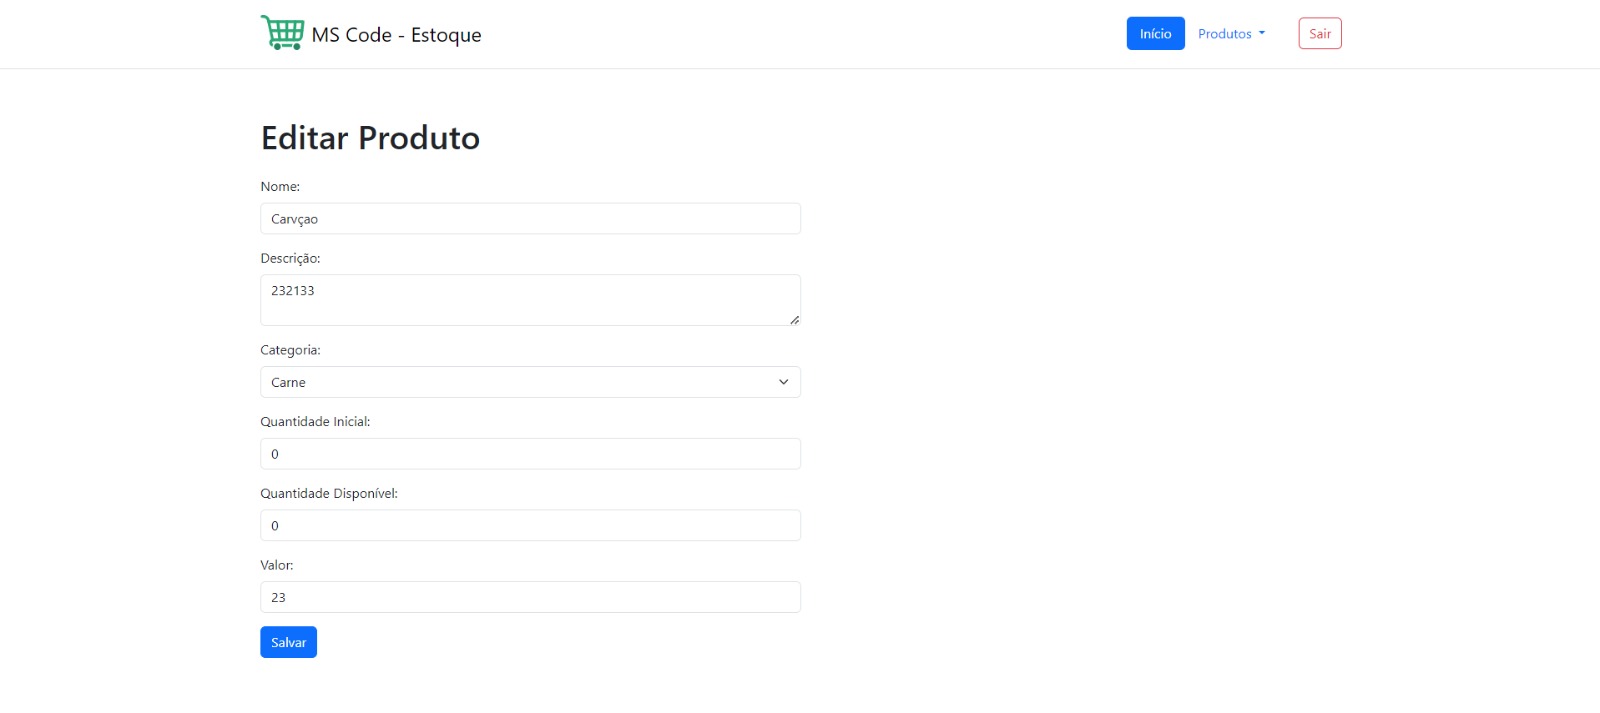 MS Code - Estoque
Início
Produtos
Sair
Editar Produto
Nome:
Carvçao
Descrição:
232133
Categoria:
Carne
Quantidade Inicial:
0
Quantidade Disponível:
0
Valor:
23
Salvar